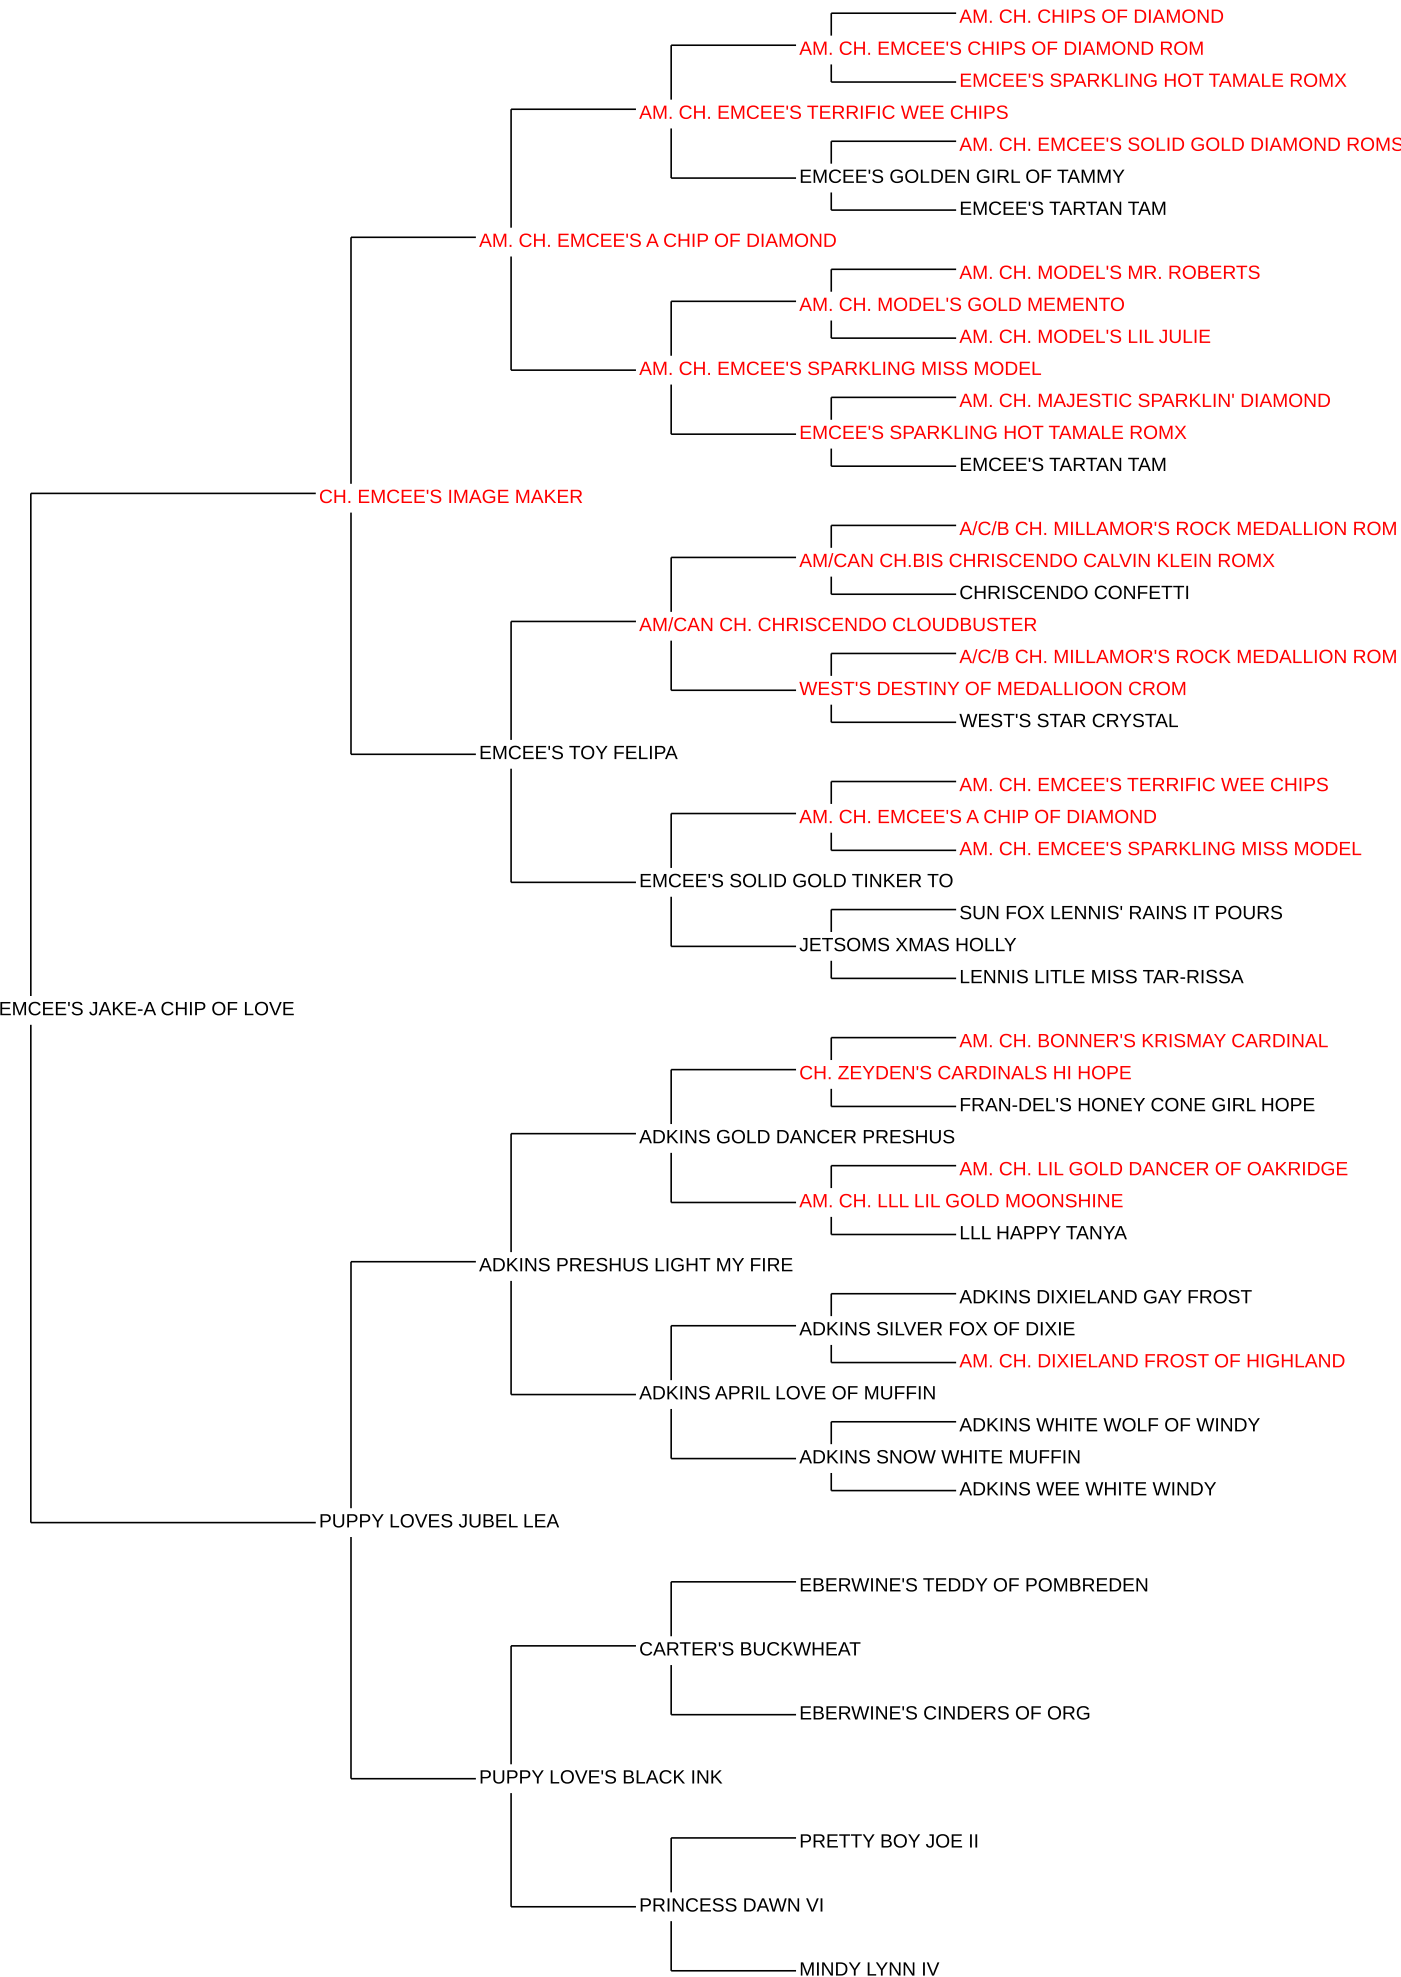 AM. CH. CHIPS OF DIAMOND
AM. CH. EMCEE'S CHIPS OF DIAMOND ROM
EMCEE'S SPARKLING HOT TAMALE ROMX
AM. CH. EMCEE'S TERRIFIC WEE CHIPS
AM. CH. EMCEE'S SOLID GOLD DIAMOND ROMS
EMCEE'S GOLDEN GIRL OF TAMMY
EMCEE'S TARTAN TAM
AM. CH. EMCEE'S A CHIP OF DIAMOND
AM. CH. MODEL'S MR. ROBERTS
AM. CH. MODEL'S GOLD MEMENTO
AM. CH. MODEL'S LIL JULIE
AM. CH. EMCEE'S SPARKLING MISS MODEL
AM. CH. MAJESTIC SPARKLIN' DIAMOND
EMCEE'S SPARKLING HOT TAMALE ROMX
EMCEE'S TARTAN TAM
CH. EMCEE'S IMAGE MAKER
A/C/B CH. MILLAMOR'S ROCK MEDALLION ROM
AM/CAN CH.BIS CHRISCENDO CALVIN KLEIN ROMX
CHRISCENDO CONFETTI
AM/CAN CH. CHRISCENDO CLOUDBUSTER
A/C/B CH. MILLAMOR'S ROCK MEDALLION ROM
WEST'S DESTINY OF MEDALLIOON CROM
WEST'S STAR CRYSTAL
EMCEE'S TOY FELIPA
AM. CH. EMCEE'S TERRIFIC WEE CHIPS
AM. CH. EMCEE'S A CHIP OF DIAMOND
AM. CH. EMCEE'S SPARKLING MISS MODEL
EMCEE'S SOLID GOLD TINKER TO
SUN FOX LENNIS' RAINS IT POURS
JETSOMS XMAS HOLLY
LENNIS LITLE MISS TAR-RISSA
EMCEE'S JAKE-A CHIP OF LOVE
AM. CH. BONNER'S KRISMAY CARDINAL
CH. ZEYDEN'S CARDINALS HI HOPE
FRAN-DEL'S HONEY CONE GIRL HOPE
ADKINS GOLD DANCER PRESHUS
AM. CH. LIL GOLD DANCER OF OAKRIDGE
AM. CH. LLL LIL GOLD MOONSHINE
LLL HAPPY TANYA
ADKINS PRESHUS LIGHT MY FIRE
ADKINS DIXIELAND GAY FROST
ADKINS SILVER FOX OF DIXIE
AM. CH. DIXIELAND FROST OF HIGHLAND
ADKINS APRIL LOVE OF MUFFIN
ADKINS WHITE WOLF OF WINDY
ADKINS SNOW WHITE MUFFIN
ADKINS WEE WHITE WINDY
PUPPY LOVES JUBEL LEA
EBERWINE'S TEDDY OF POMBREDEN
CARTER'S BUCKWHEAT
EBERWINE'S CINDERS OF ORG
PUPPY LOVE'S BLACK INK
PRETTY BOY JOE II
PRINCESS DAWN VI
MINDY LYNN IV